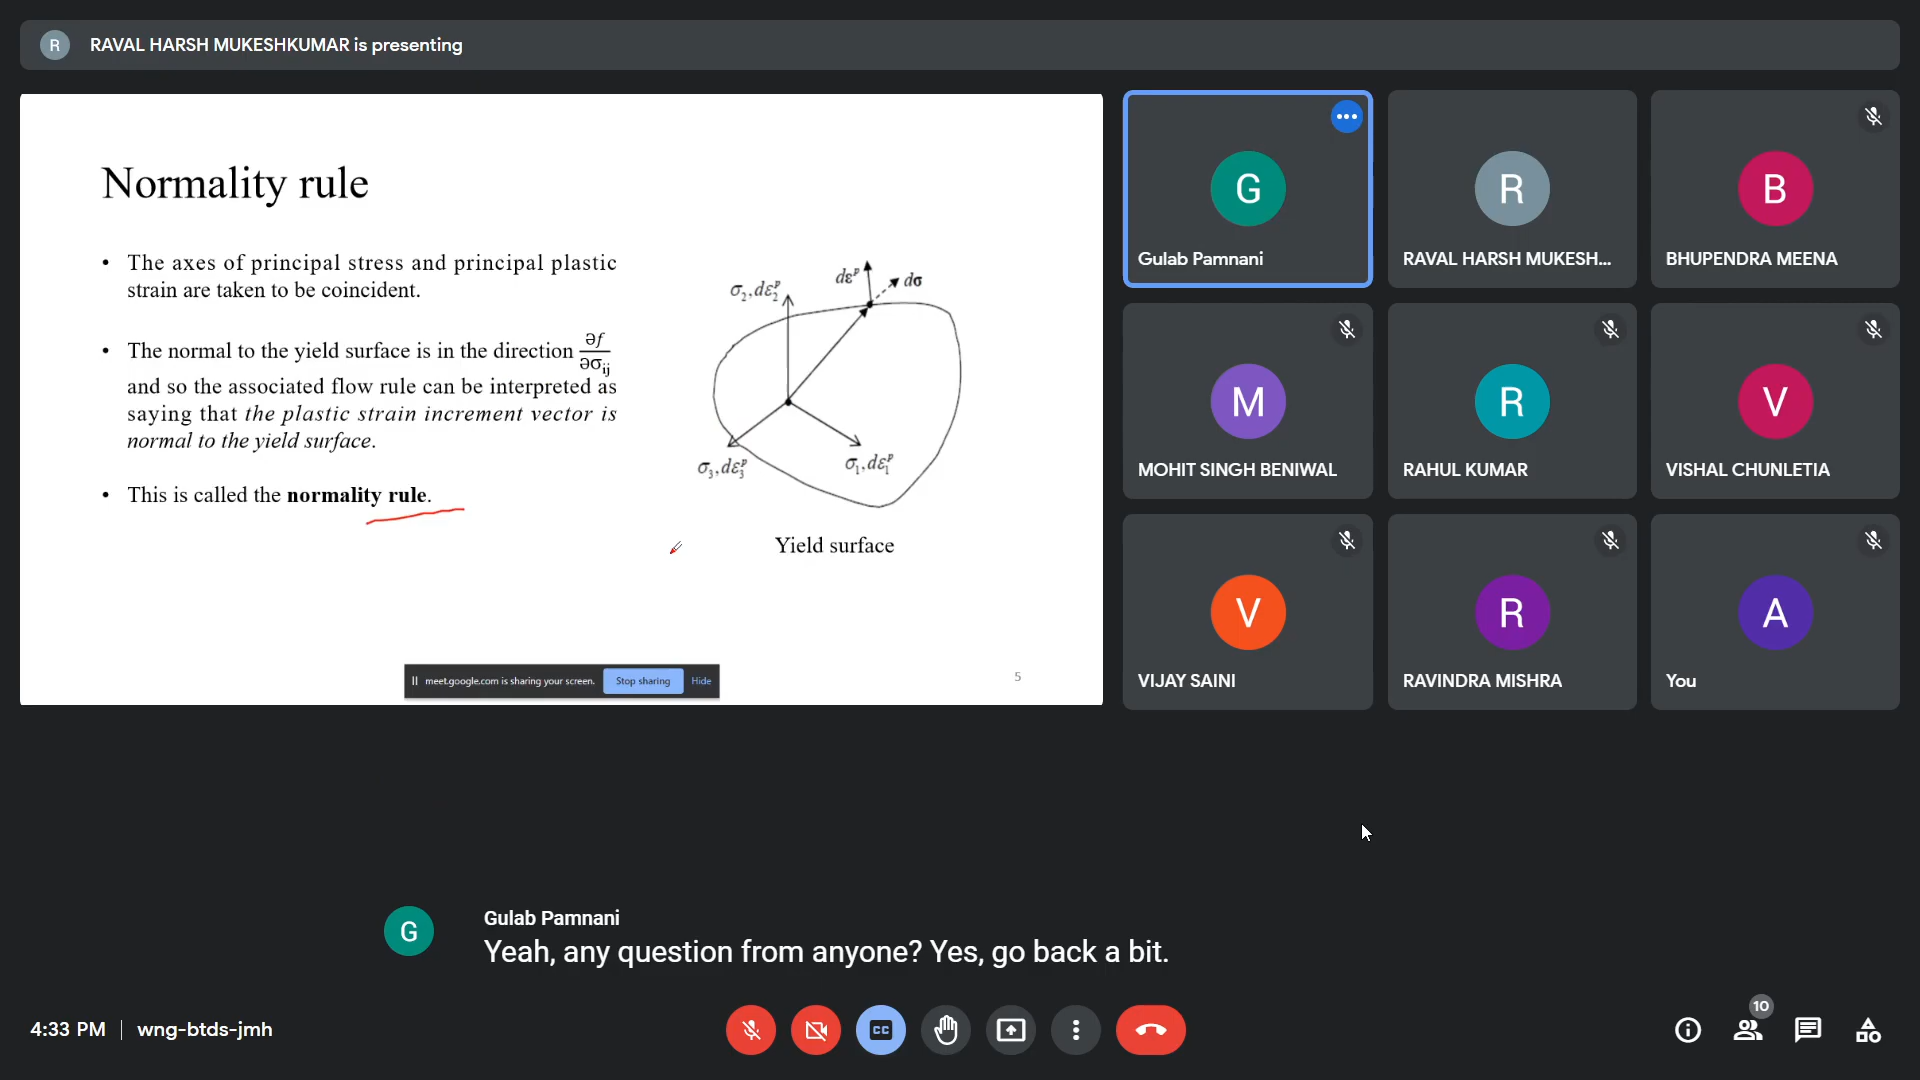 R RAVAL HARSH MUKESHKUMAR is presenting
Normality rule
• The axes of principal stress and principal plastic
strain are taken to be coincident.
• The normal to the yield surface is in the direction ∂f/∂σij
and so the associated flow rule can be interpreted as
saying that the plastic strain increment vector is
normal to the yield surface.
• This is called the normality rule.
σ2,dε2^p
dε^p
dσ
σ3,dε3^p
σ1,dε1^p
Yield surface
meet.google.com is sharing your screen. Stop sharing Hide
5
G
Gulab Pamnani
R
RAVAL HARSH MUKESH...
B
BHUPENDRA MEENA
M
MOHIT SINGH BENIWAL
R
RAHUL KUMAR
V
VISHAL CHUNLETIA
V
VIJAY SAINI
R
RAVINDRA MISHRA
A
You
G
Gulab Pamnani
Yeah, any question from anyone? Yes, go back a bit.
4:33 PM | wng-btds-jmh
CC
10